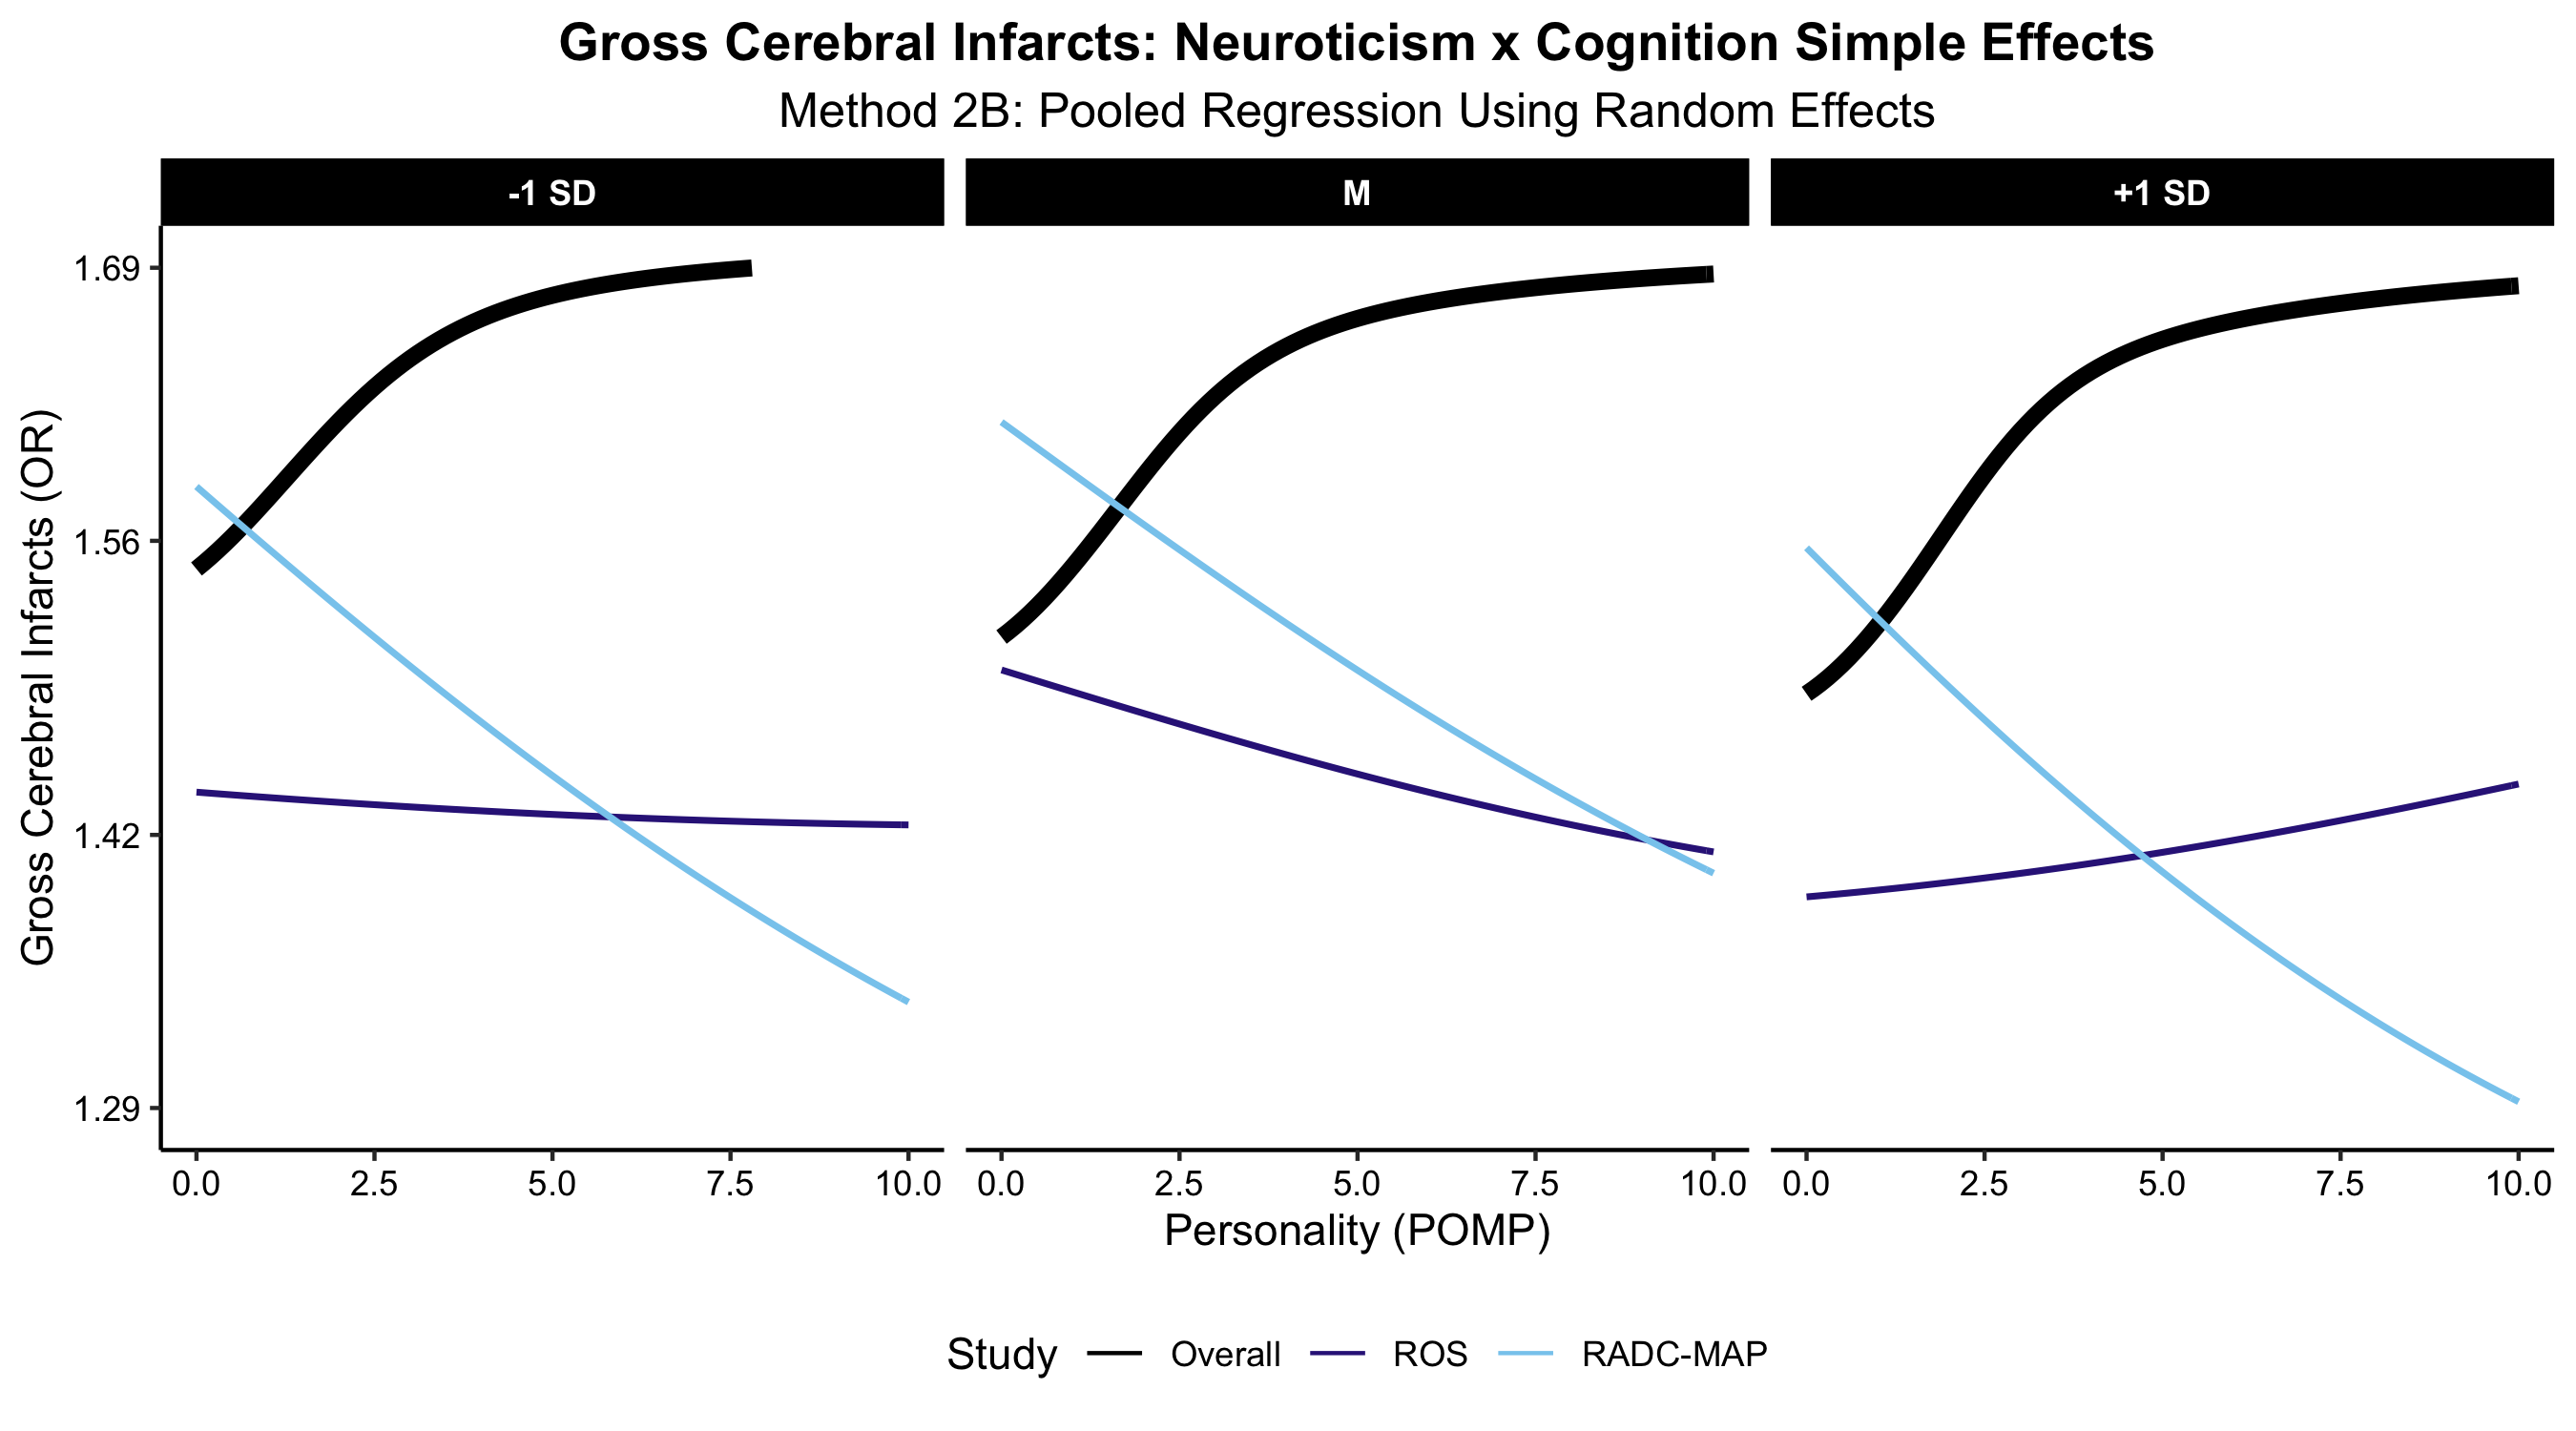 Gross Cerebral Infarcts: Neuroticism x Cognition Simple Effects
Method 2B: Pooled Regression Using Random Effects
-1 SD
M
+1 SD
Gross Cerebral Infarcts (OR)
1.69
1.56
1.42
1.29
0.0 2.5 5.0 7.5 10.0
0.0 2.5 5.0 7.5 10.0
0.0 2.5 5.0 7.5 10.0
Personality (POMP)
Study Overall ROS RADC-MAP